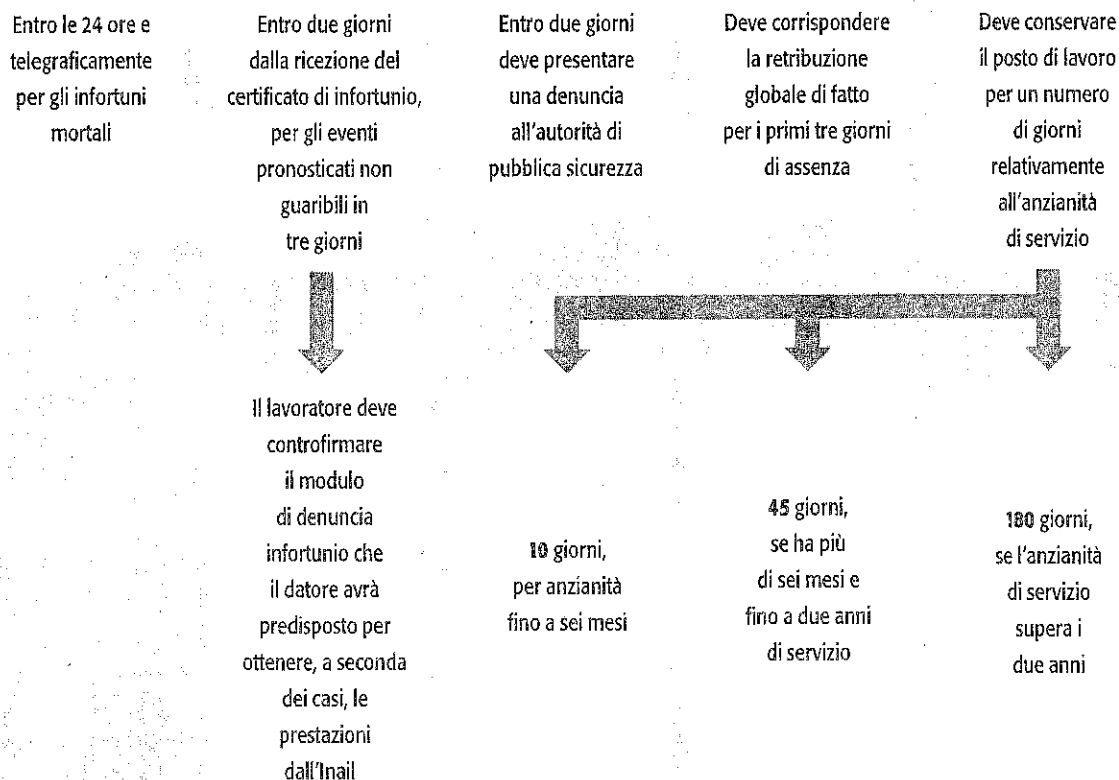 Entro le 24 ore e
telegraficamente
per gli infortuni
mortali
Entro due giorni
dalla ricezione del
certificato di infortunio,
per gli eventi
pronosticati non
guaribili in
tre giorni
Entro due giorni
deve presentare
una denuncia
all'autorità di
pubblica sicurezza
Deve corrispondere
la retribuzione
globale di fatto
per i primi tre giorni
di assenza
Deve conservare
il posto di lavoro
per un numero
di giorni
relativamente
all'anzianità
di servizio
Il lavoratore deve
controfirmare
il modulo
di denuncia
infortunio che
il datore avrà
predisposto per
ottenere, a seconda
dei casi, le
prestazioni
dall'Inail
10 giorni,
per anzianità
fino a sei mesi
45 giorni,
se ha più
di sei mesi e
fino a due anni
di servizio
180 giorni,
se l'anzianità
di servizio
supera i
due anni